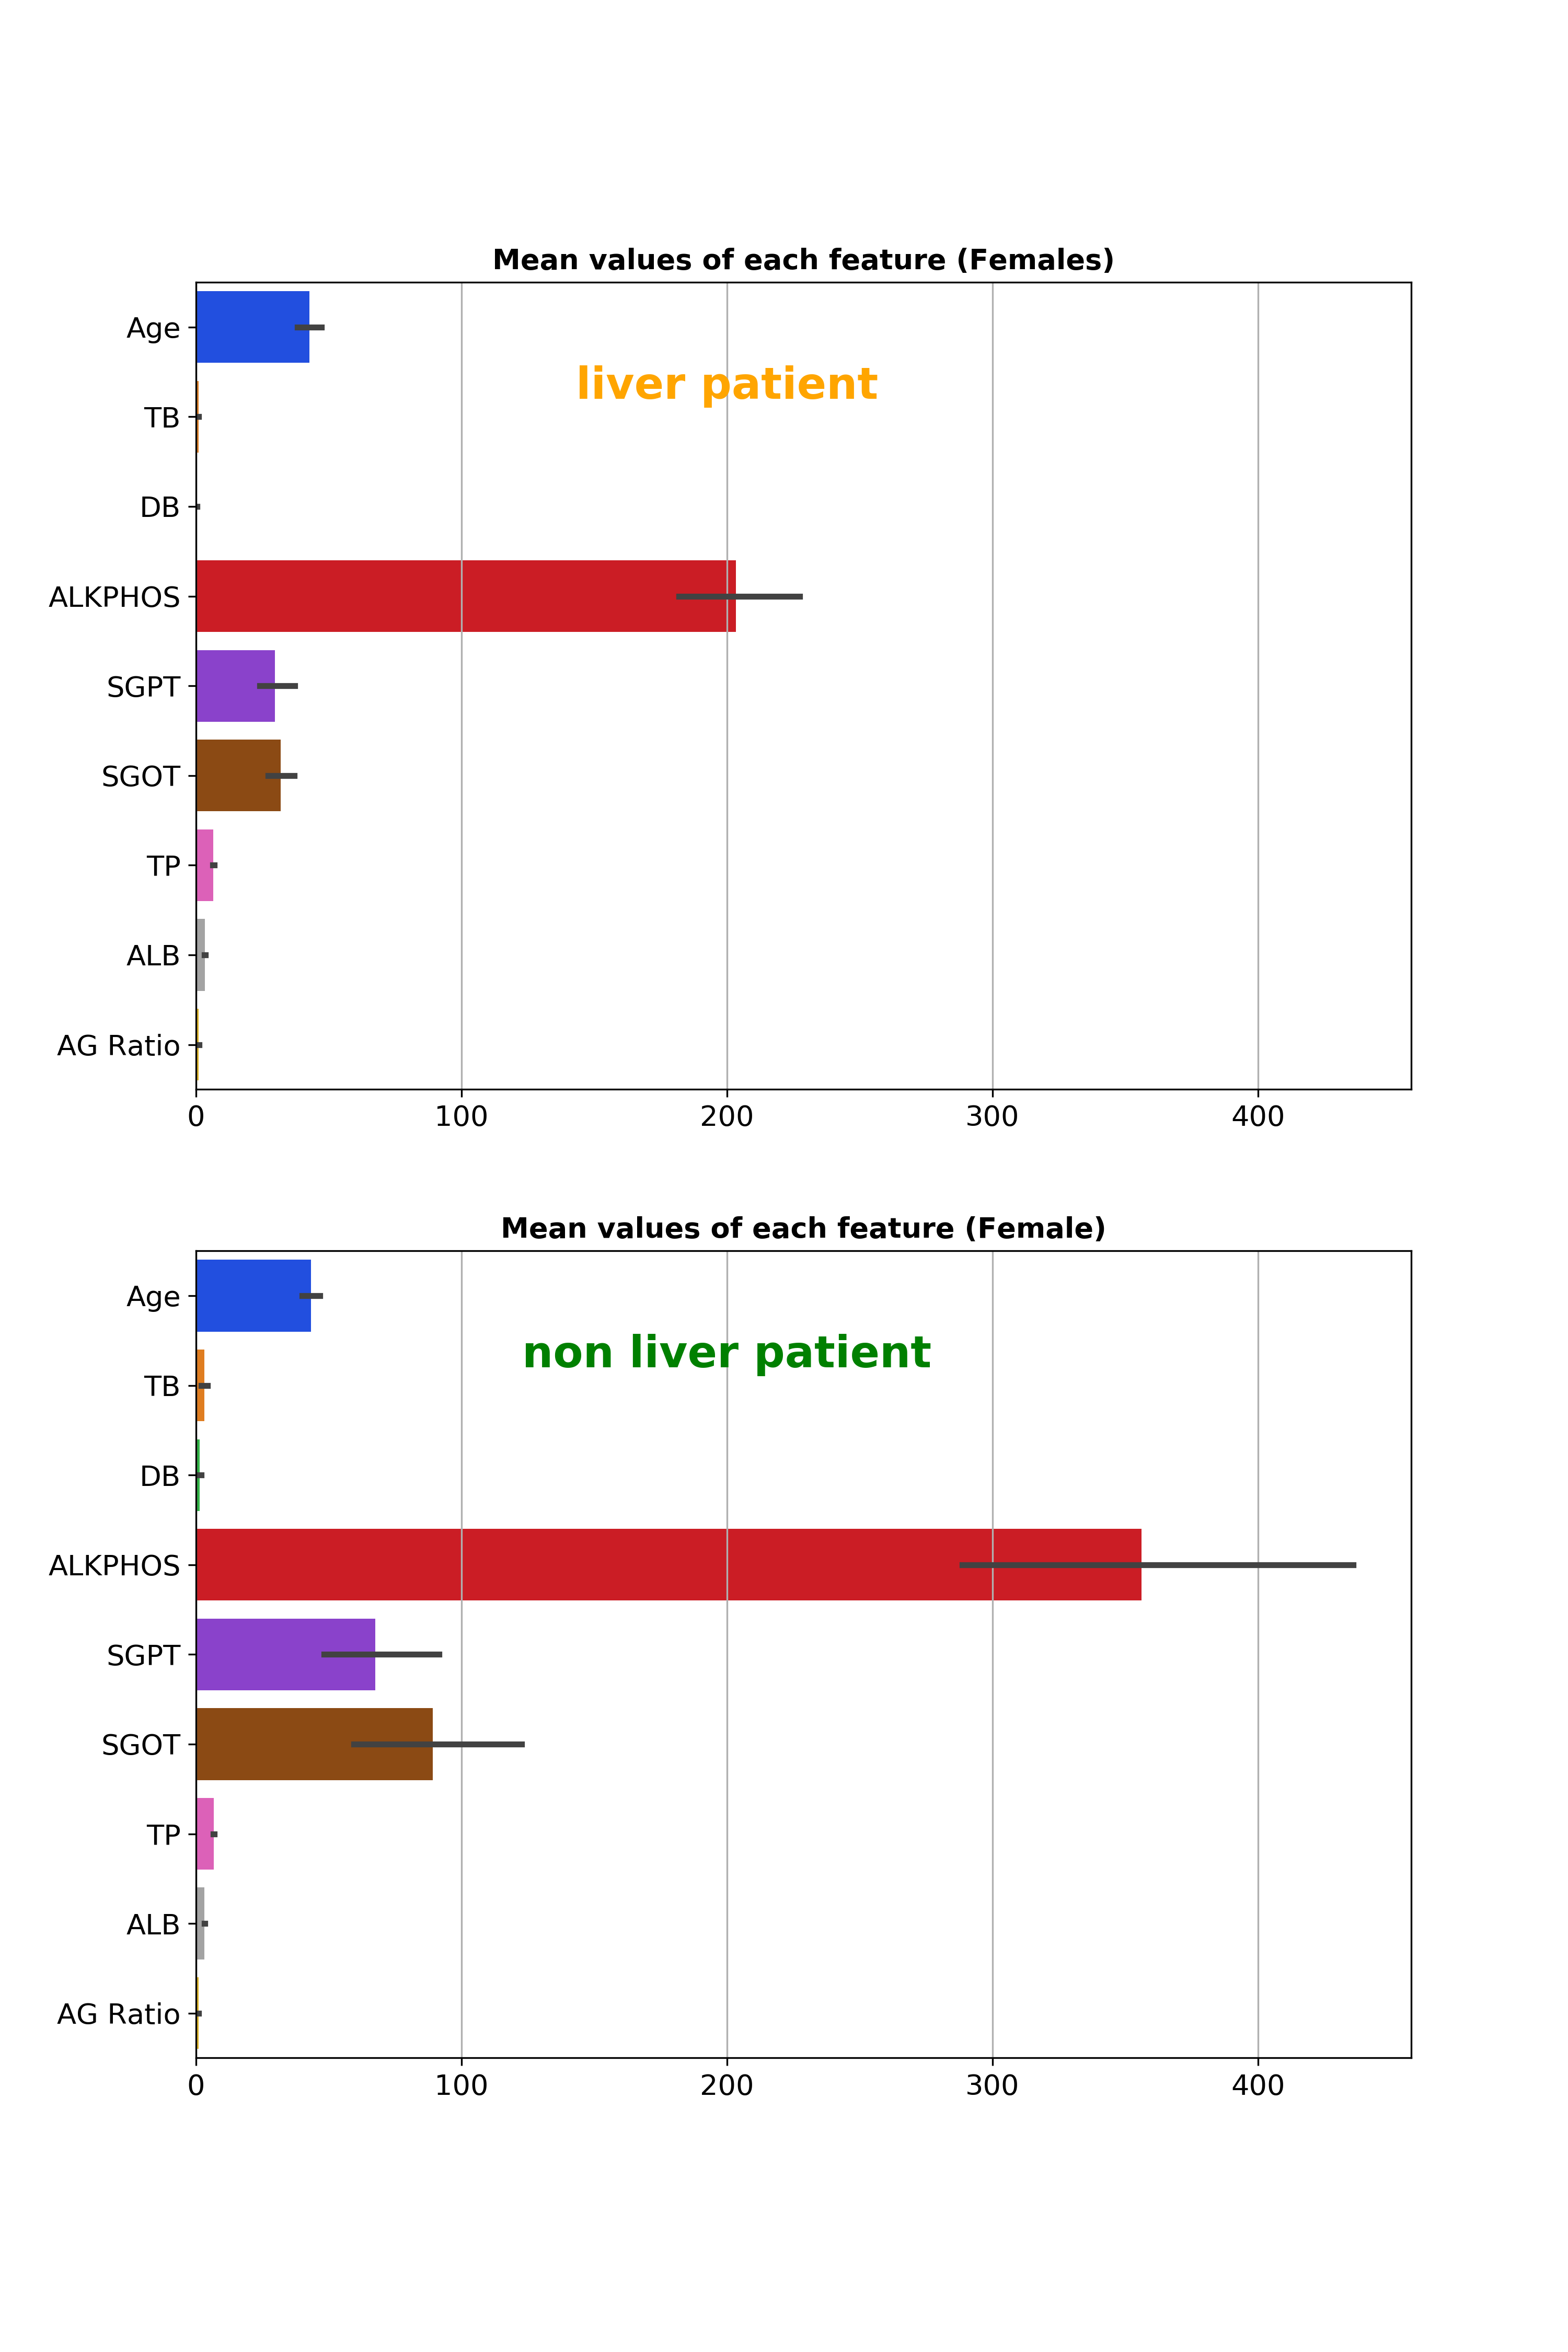 Mean values of each feature (Females)
liver patient
Age
TB
DB
ALKPHOS
SGPT
SGOT
TP
ALB
AG Ratio
0 100 200 300 400
Mean values of each feature (Female)
non liver patient
Age
TB
DB
ALKPHOS
SGPT
SGOT
TP
ALB
AG Ratio
0 100 200 300 400